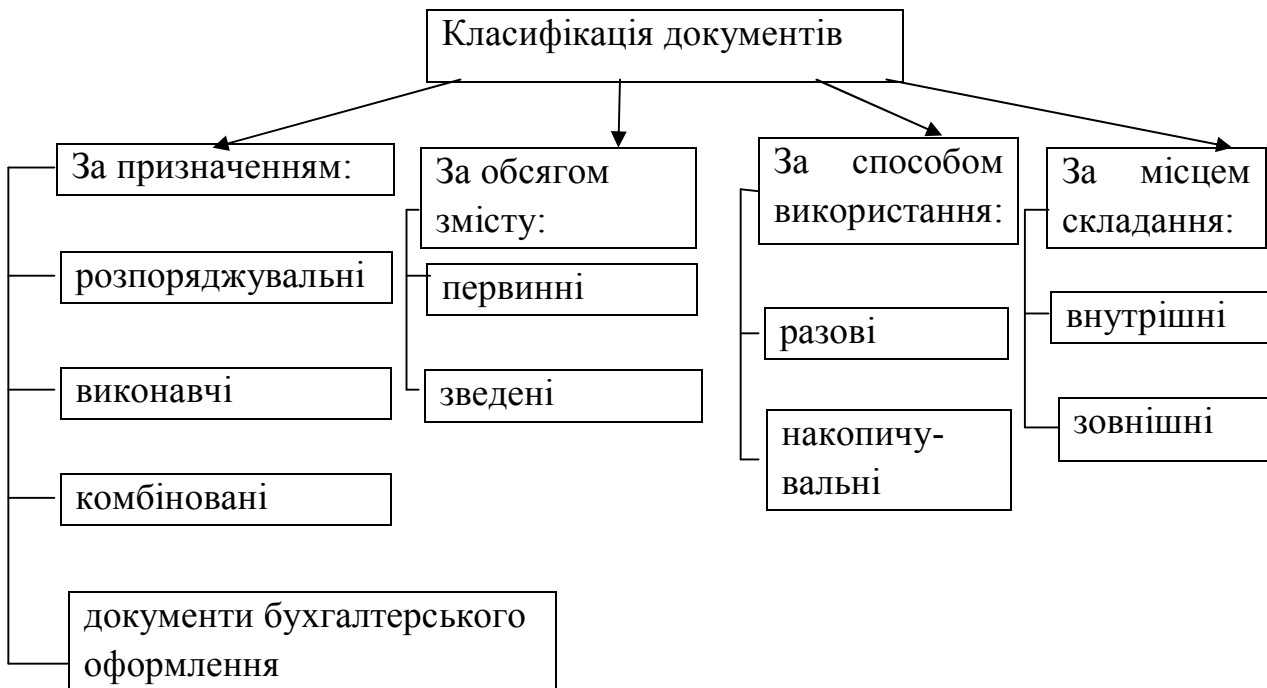 Класифікація документів
За призначенням:
розпоряджувальні
виконавчі
комбіновані
документи бухгалтерського
оформлення
За обсягом
змісту:
первинні
зведені
За способом
використання:
разові
накопичу-
вальні
За місцем
складання:
внутрішні
зовнішні